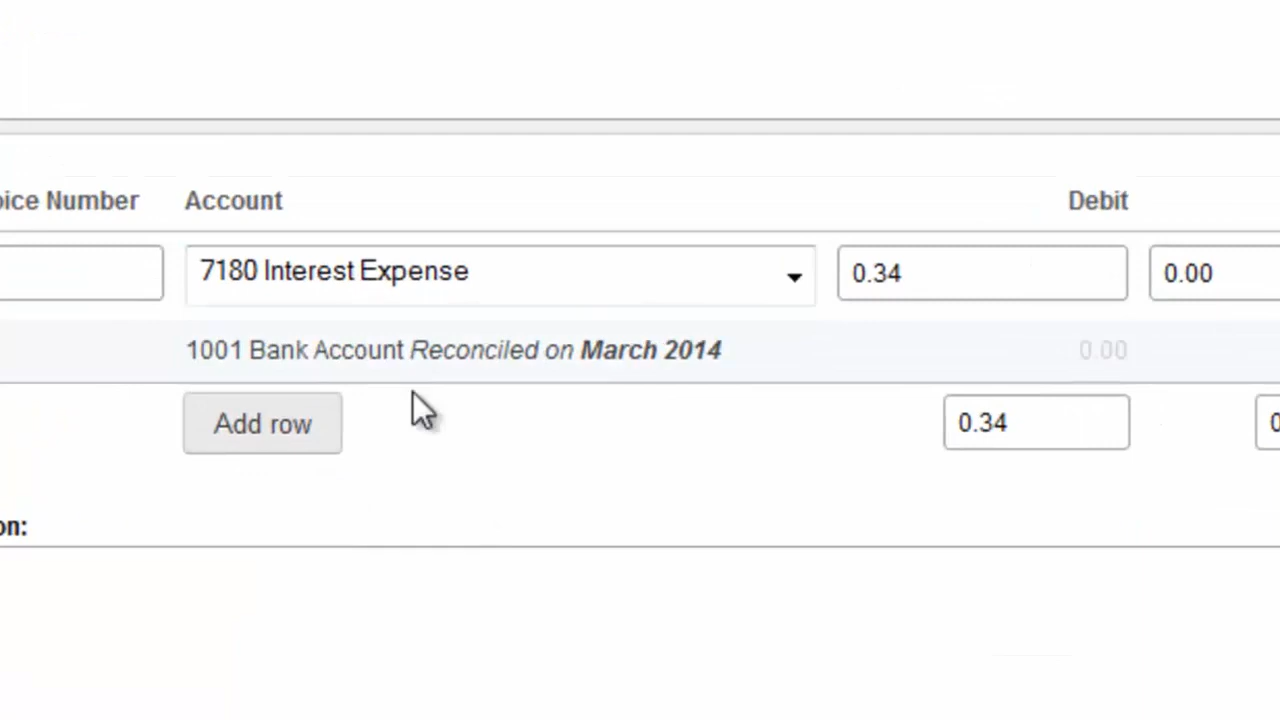 oice Number Account Debit
7180 Interest Expense 0.34 0.00
1001 Bank Account Reconciled on March 2014 0.00
Add row 0.34 0
on: